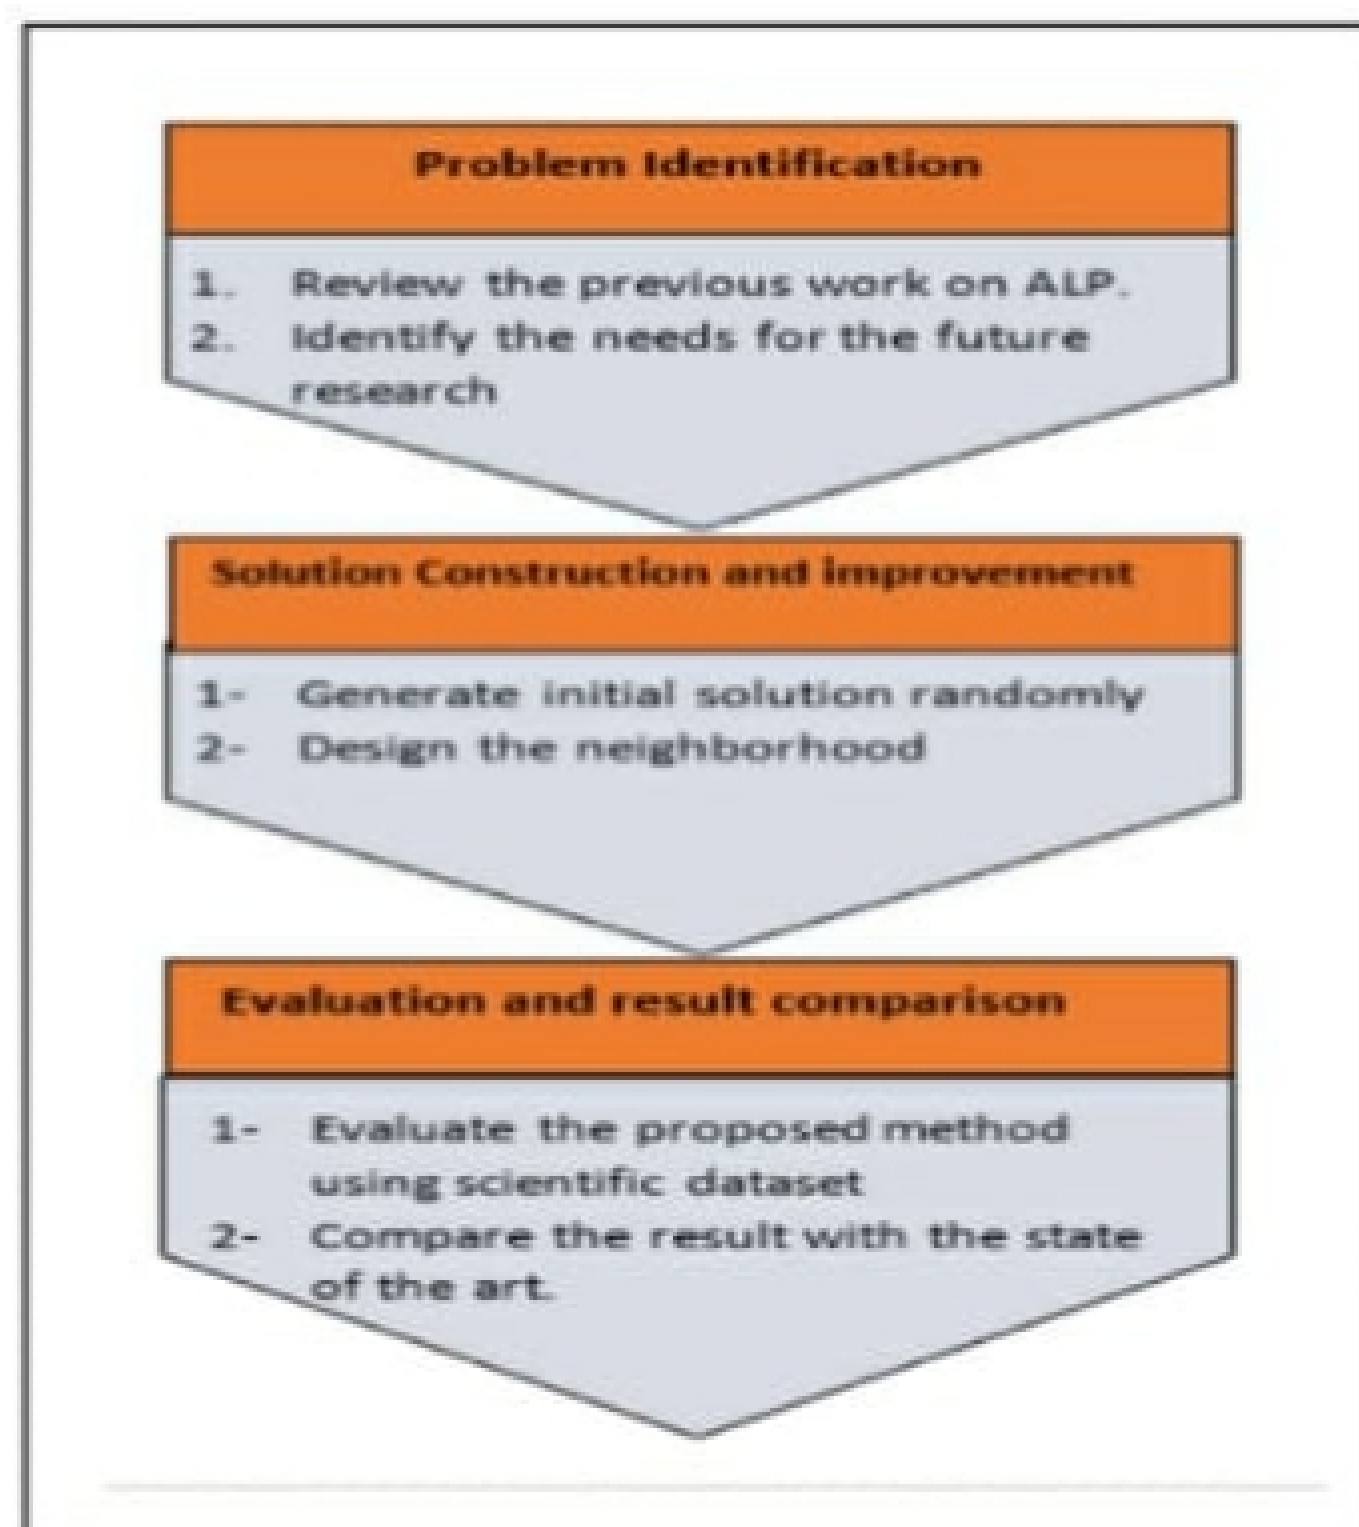 Problem Identification
1. Review the previous work on ALP.
2. Identify the needs for the future
research
Solution Construction and improvement
1- Generate initial solution randomly
2- Design the neighborhood
Evaluation and result comparison
1- Evaluate the proposed method
using scientific dataset
2- Compare the result with the state
of the art.